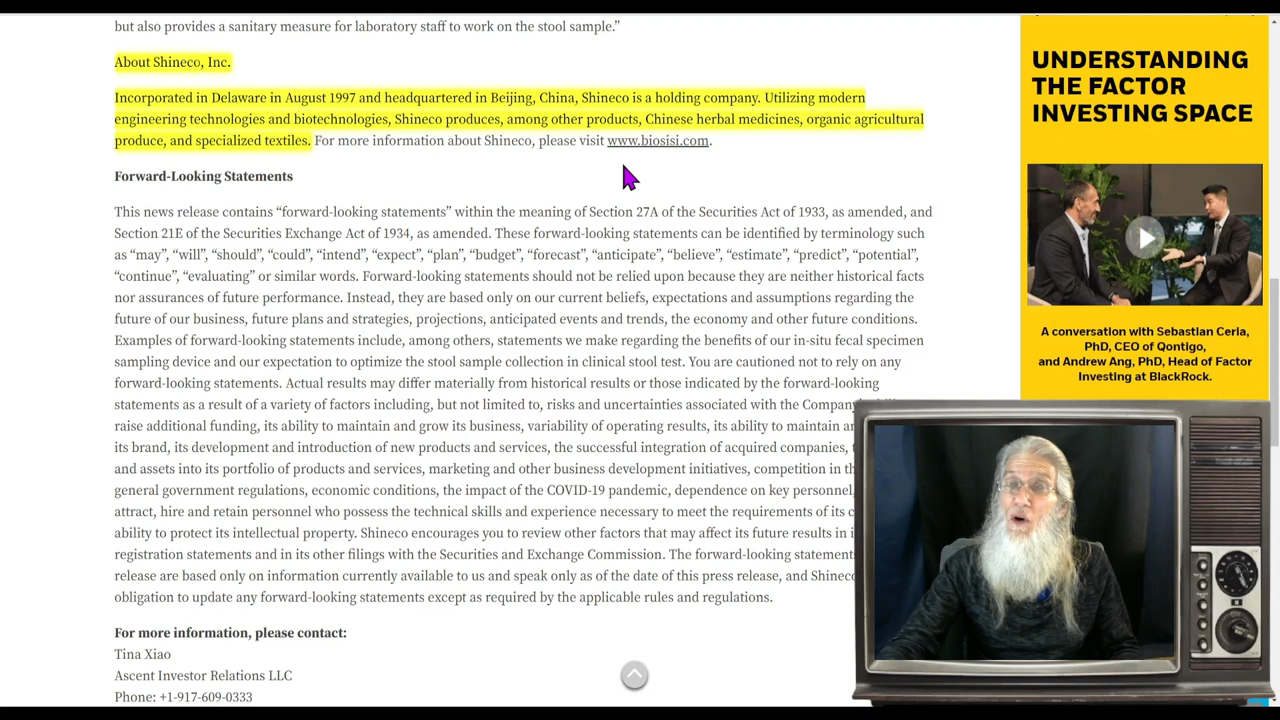 but also provides a sanitary measure for laboratory staff to work on the stool sample.”
About Shineco, Inc.
Incorporated in Delaware in August 1997 and headquartered in Beijing, China, Shineco is a holding company. Utilizing modern
engineering technologies and biotechnologies, Shineco produces, among other products, Chinese herbal medicines, organic agricultural
produce, and specialized textiles. For more information about Shineco, please visit www.biosisi.com.
Forward-Looking Statements
This news release contains “forward-looking statements” within the meaning of Section 27A of the Securities Act of 1933, as amended, and
Section 21E of the Securities Exchange Act of 1934, as amended. These forward-looking statements can be identified by terminology such
as “may”, “will”, “should”, “could”, “intend”, “expect”, “plan”, “budget”, “forecast”, “anticipate”, “believe”, “estimate”, “predict”, “potential”,
“continue”, “evaluating” or similar words. Forward-looking statements should not be relied upon because they are neither historical facts
nor assurances of future performance. Instead, they are based only on our current beliefs, expectations and assumptions regarding the
future of our business, future plans and strategies, projections, anticipated events and trends, the economy and other future conditions.
Examples of forward-looking statements include, among others, statements we make regarding the benefits of our in-situ fecal specimen
sampling device and our expectation to optimize the stool sample collection in clinical stool test. You are cautioned not to rely on any
forward-looking statements. Actual results may differ materially from historical results or those indicated by the forward-looking
statements as a result of a variety of factors including, but not limited to, risks and uncertainties associated with the Company
raise additional funding, its ability to maintain and grow its business, variability of operating results, its ability to maintain
its brand, its development and introduction of new products and services, the successful integration of acquired companies,
and assets into its portfolio of products and services, marketing and other business development initiatives, competition in
general government regulations, economic conditions, the impact of the COVID-19 pandemic, dependence on key personnel,
attract, hire and retain personnel who possess the technical skills and experience necessary to meet the requirements of its
ability to protect its intellectual property. Shineco encourages you to review other factors that may affect its future results in
registration statements and in its other filings with the Securities and Exchange Commission. The forward-looking statements
release are based only on information currently available to us and speak only as of the date of this press release, and Shineco
obligation to update any forward-looking statements except as required by the applicable rules and regulations.
For more information, please contact:
Tina Xiao
Ascent Investor Relations LLC
Phone: +1-917-609-0333
UNDERSTANDING
THE FACTOR
INVESTING SPACE
A conversation with Sebastian Ceria,
PhD, CEO of Qontigo,
and Andrew Ang, PhD, Head of Factor
Investing at BlackRock.